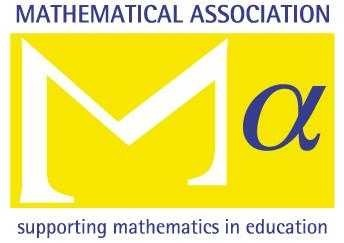 MATHEMATICAL ASSOCIATION
Mα
supporting mathematics in education